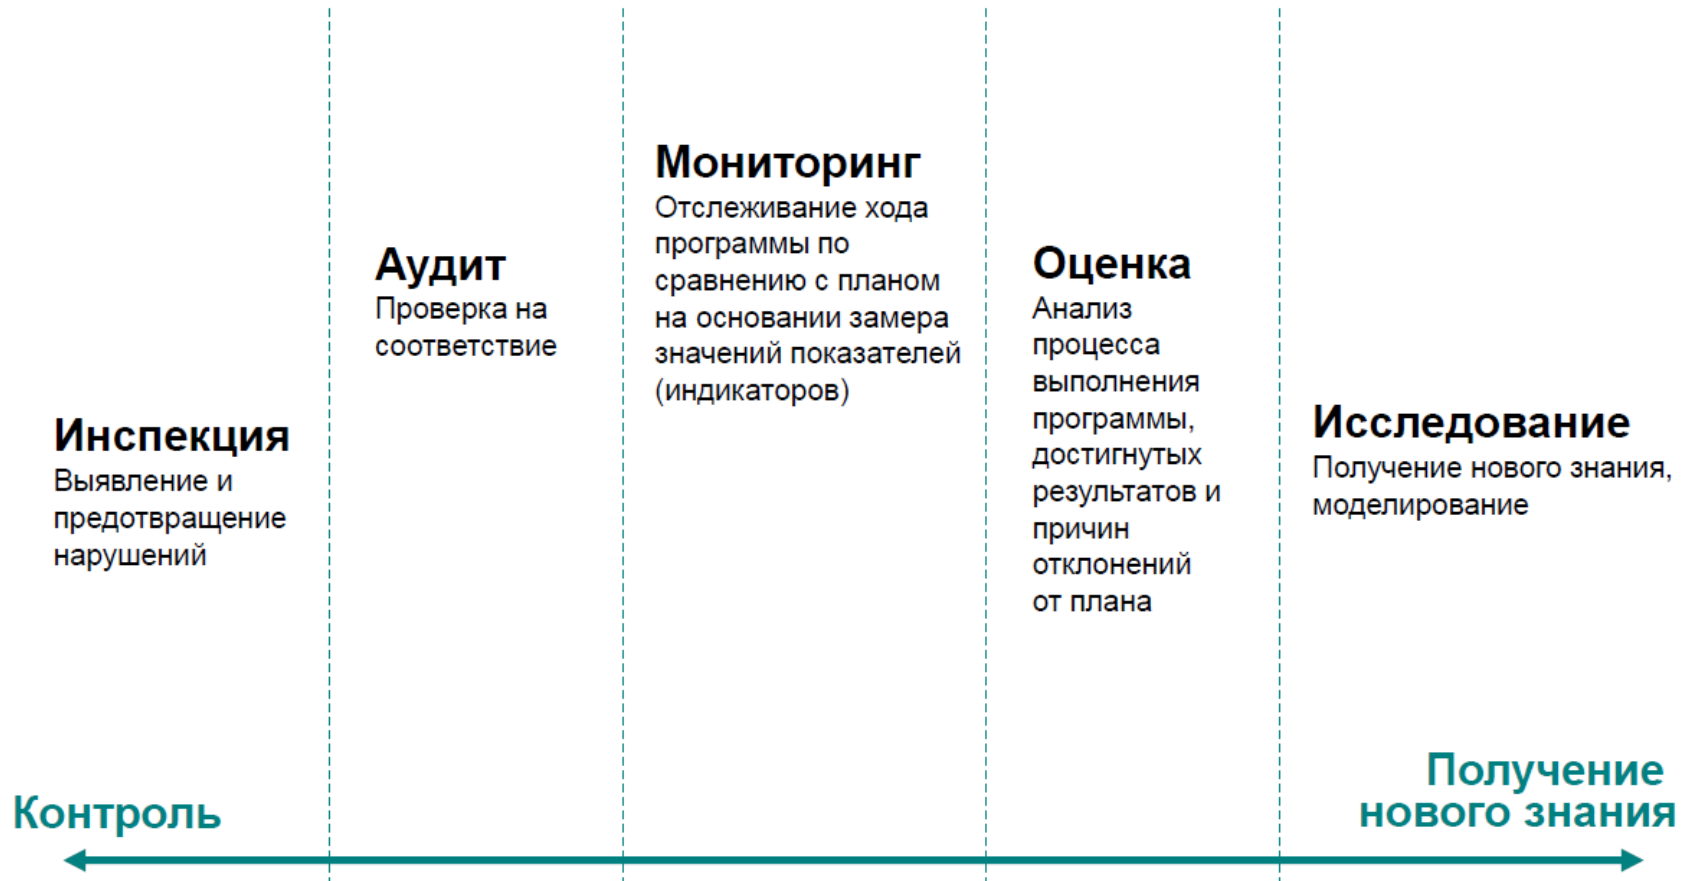 Инспекция
Выявление и
предотвращение
нарушений
Аудит
Проверка на
соответствие
Мониторинг
Отслеживание хода
программы по
сравнению с планом
на основании замера
значений показателей
(индикаторов)
Оценка
Анализ
процесса
выполнения
программы,
достигнутых
результатов и
причин
отклонений
от плана
Исследование
Получение нового знания,
моделирование
Контроль
Получение
нового знания